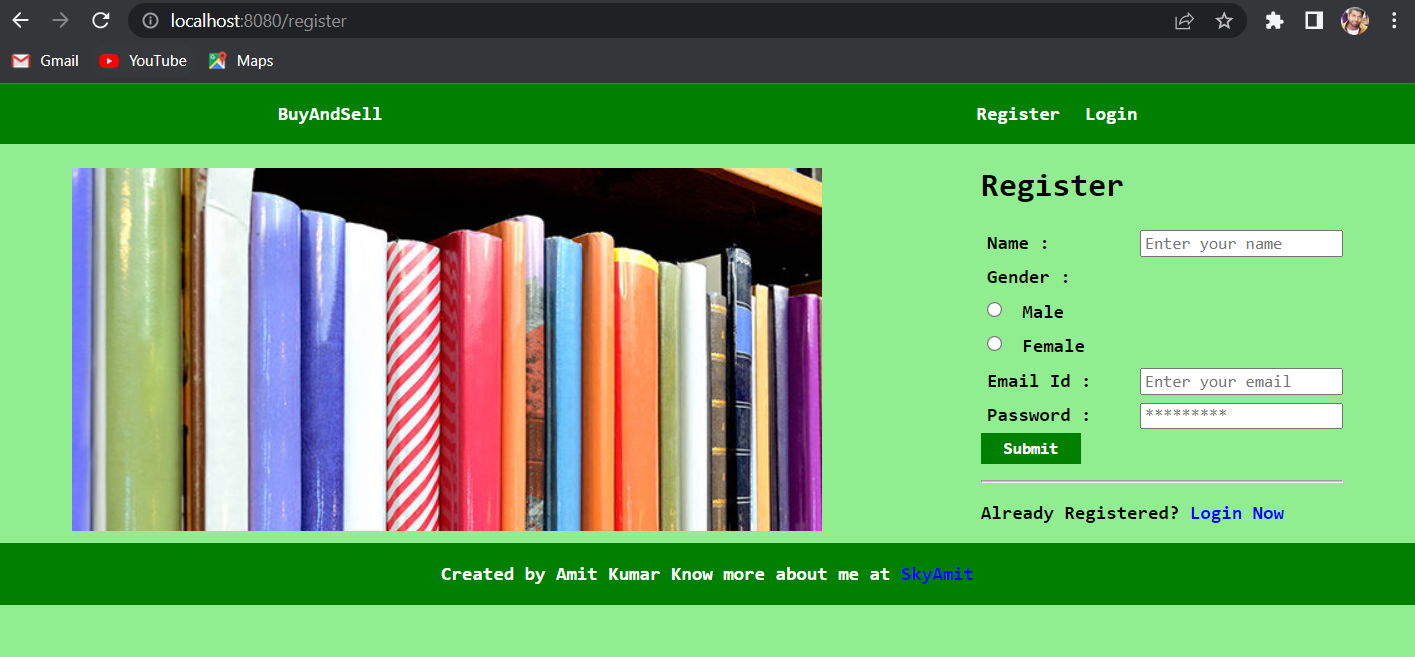 localhost:8080/register
Gmail YouTube Maps
BuyAndSell Register Login
Register
Name : Enter your name
Gender :
Male
Female
Email Id : Enter your email
Password : *********
Submit
Already Registered? Login Now
Created by Amit Kumar Know more about me at SkyAmit